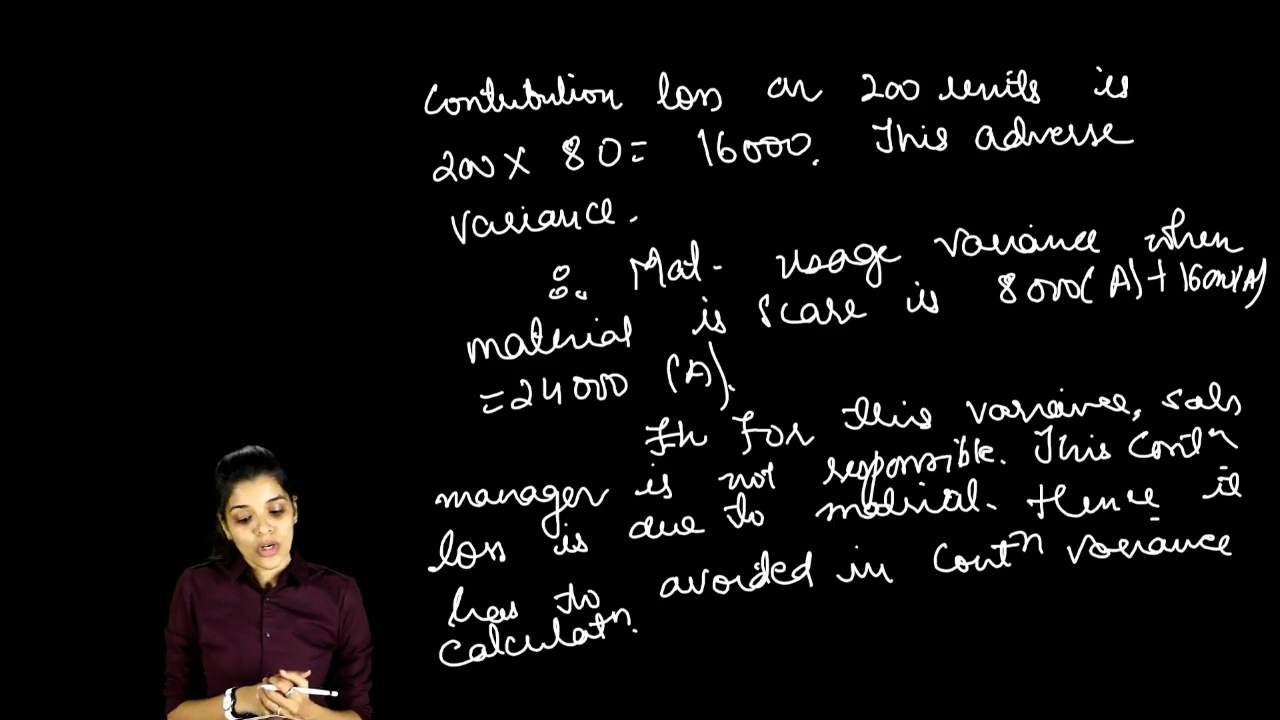 Contribution loss on 200 units is
200 X 80 = 16000. This adverse
variance.
∴ Mat. usage variance when
material is scare is 8000(A) + 16000(A)
= 24000 (A).
In For this variance, sales
manager is not responsible. This Contn
loss is due to material. Hence it
has to avoided in Contn variance
calculatn.